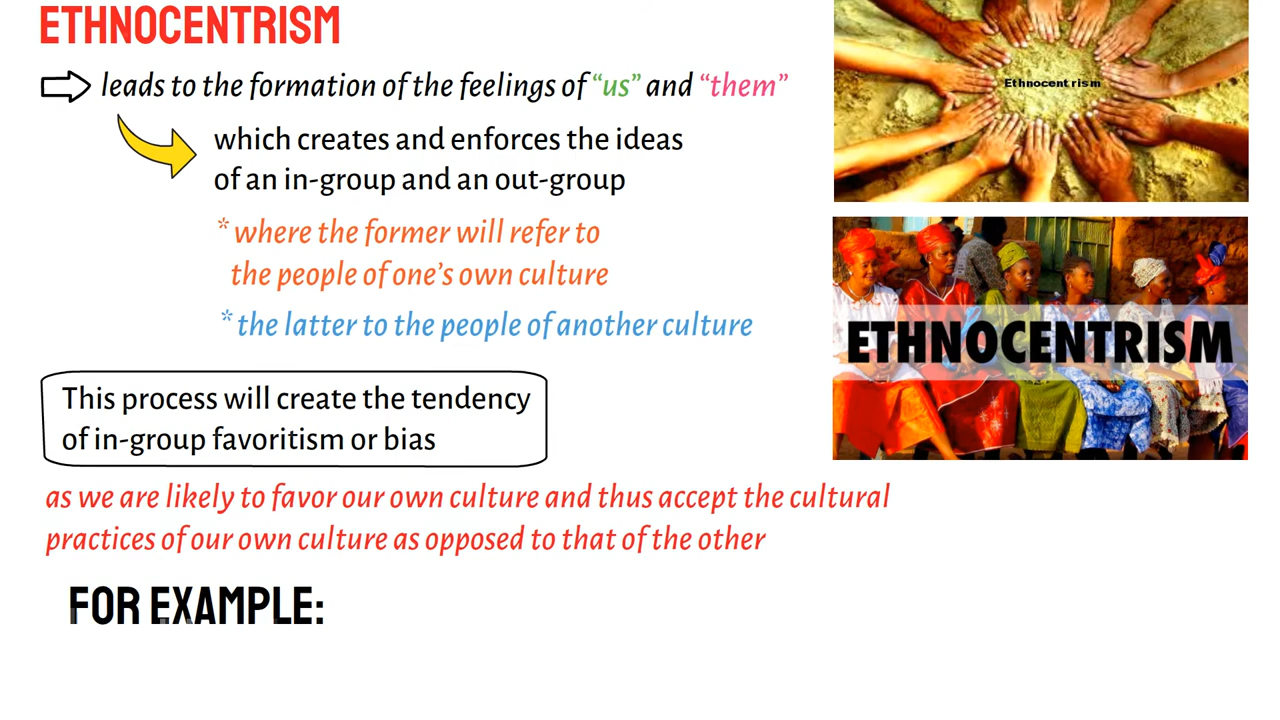 ETHNOCENTRISM
leads to the formation of the feelings of “us” and “them”
which creates and enforces the ideas
of an in-group and an out-group
* where the former will refer to
the people of one’s own culture
* the latter to the people of another culture
This process will create the tendency
of in-group favoritism or bias
as we are likely to favor our own culture and thus accept the cultural
practices of our own culture as opposed to that of the other
FOR EXAMPLE:
Ethnocentrism
ETHNOCENTRISM